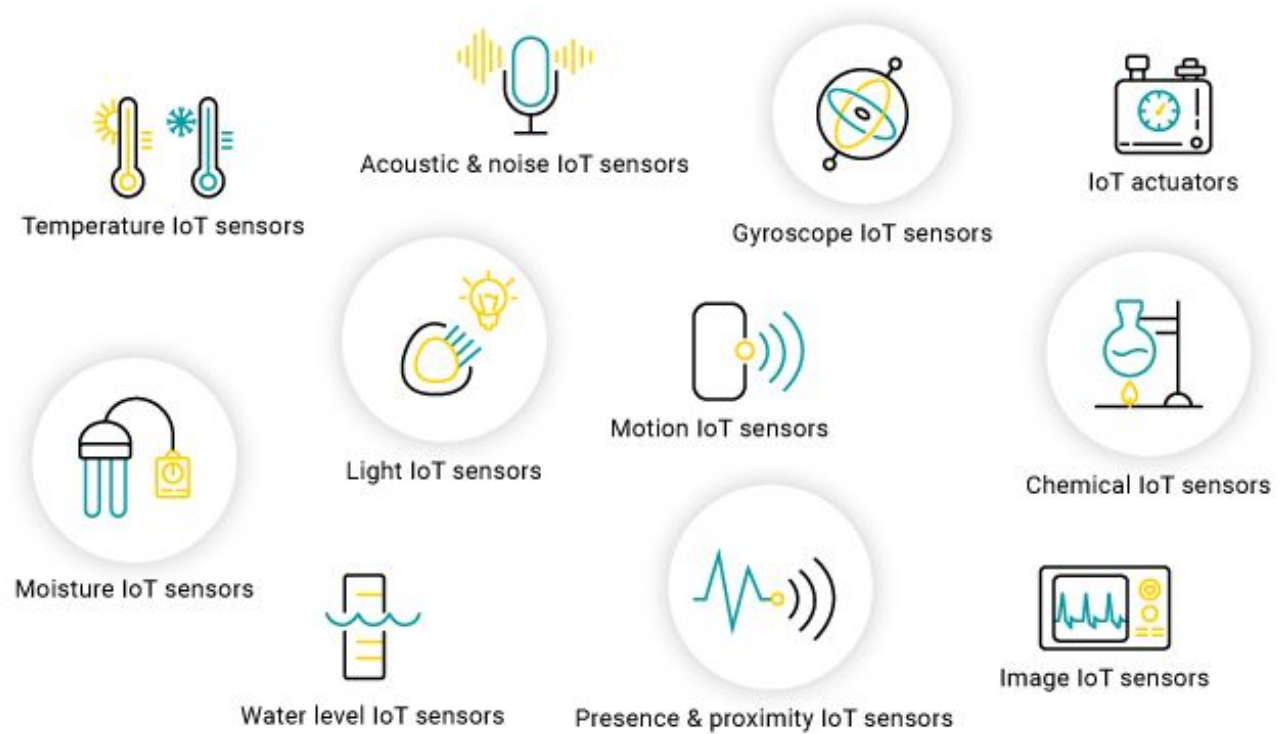 Acoustic & noise IoT sensors
IoT actuators
Temperature IoT sensors
Gyroscope IoT sensors
Motion IoT sensors
Light IoT sensors
Chemical IoT sensors
Moisture IoT sensors
Image IoT sensors
Water level IoT sensors
Presence & proximity IoT sensors